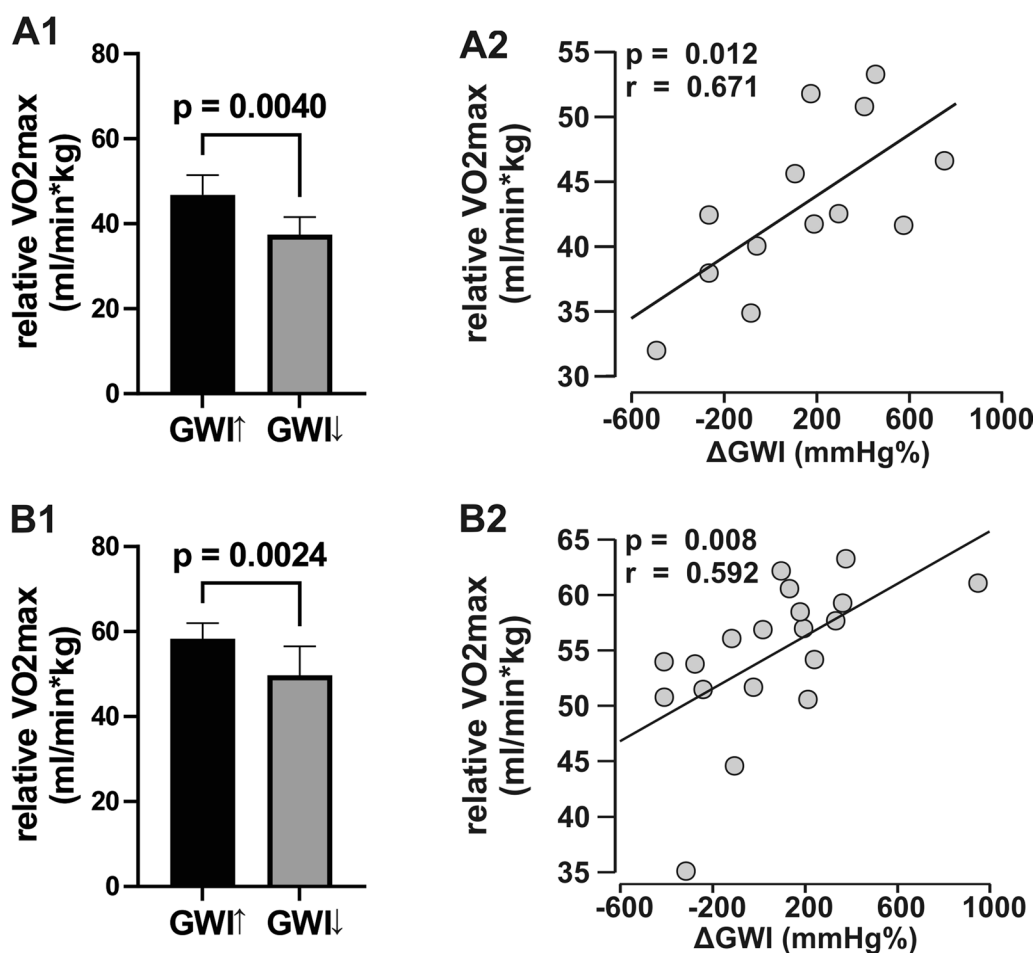 A1
80
60
40
20
0
relative VO2max
(ml/min*kg)
p = 0.0040
GWI↑ GWI↓
A2
55
50
45
40
35
30
relative VO2max
(ml/min*kg)
p = 0.012
r = 0.671
-600 -200 200 600 1000
ΔGWI (mmHg%)
B1
80
60
40
20
0
relative VO2max
(ml/min*kg)
p = 0.0024
GWI↑ GWI↓
B2
65
60
55
50
45
40
35
relative VO2max
(ml/min*kg)
p = 0.008
r = 0.592
-600 -200 200 600 1000
ΔGWI (mmHg%)